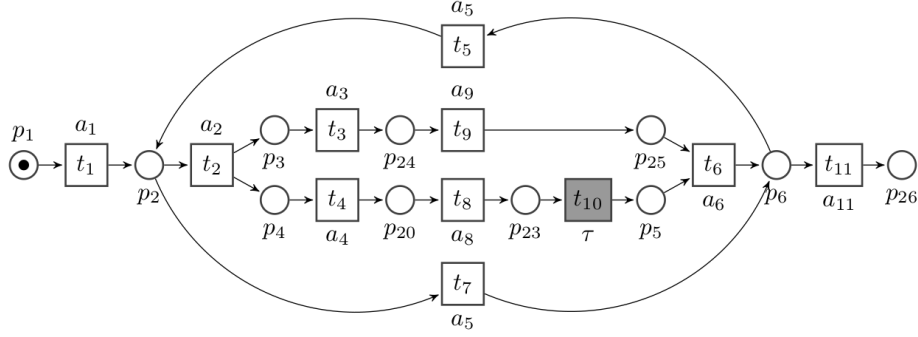 a5
t5
a3 a9
p1 a1 a2 t3 t9
p3 p24 p25
t1 t2 t6 t11
p2 p6 p26
t4 t8 t10
p4 a4 p20 a8 p23 τ p5 a6 a11
t7
a5